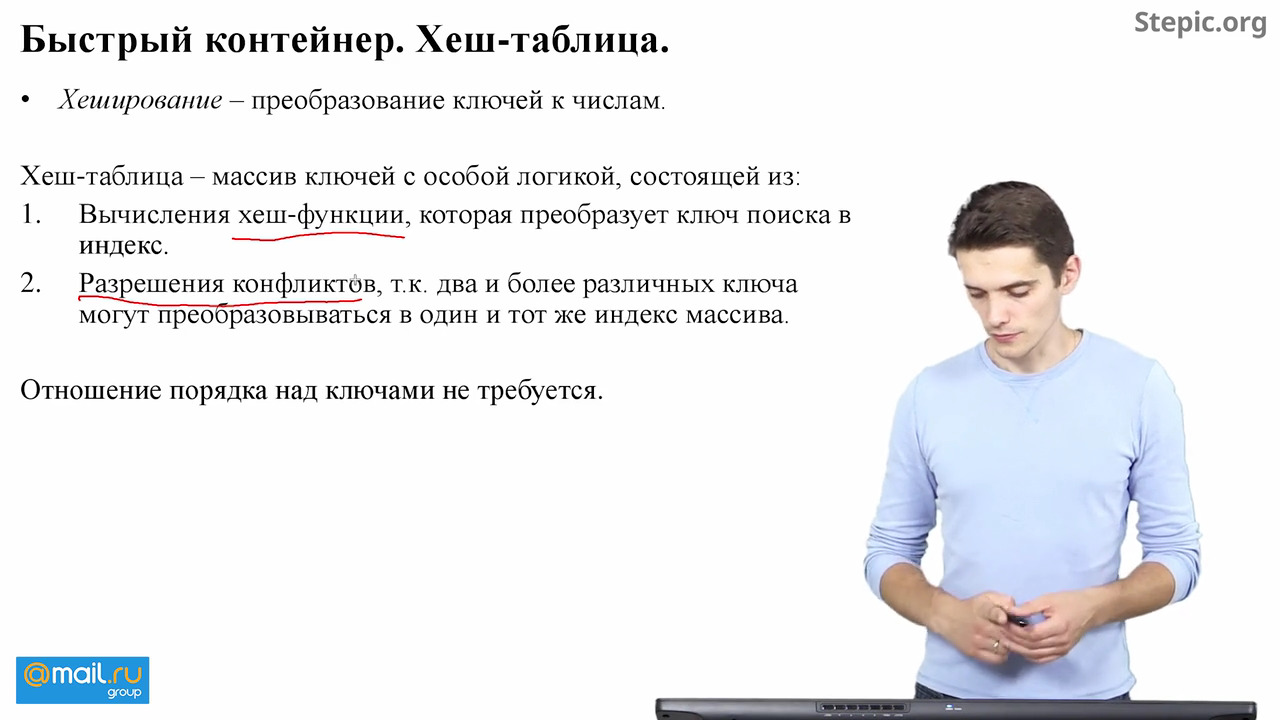 Быстрый контейнер. Хеш-таблица.
Stepic.org
• Хеширование – преобразование ключей к числам.
Хеш-таблица – массив ключей с особой логикой, состоящей из:
1. Вычисления хеш-функции, которая преобразует ключ поиска в
индекс.
2. Разрешения конфликтов, т.к. два и более различных ключа
могут преобразовываться в один и тот же индекс массива.
Отношение порядка над ключами не требуется.
@mail.ru
group